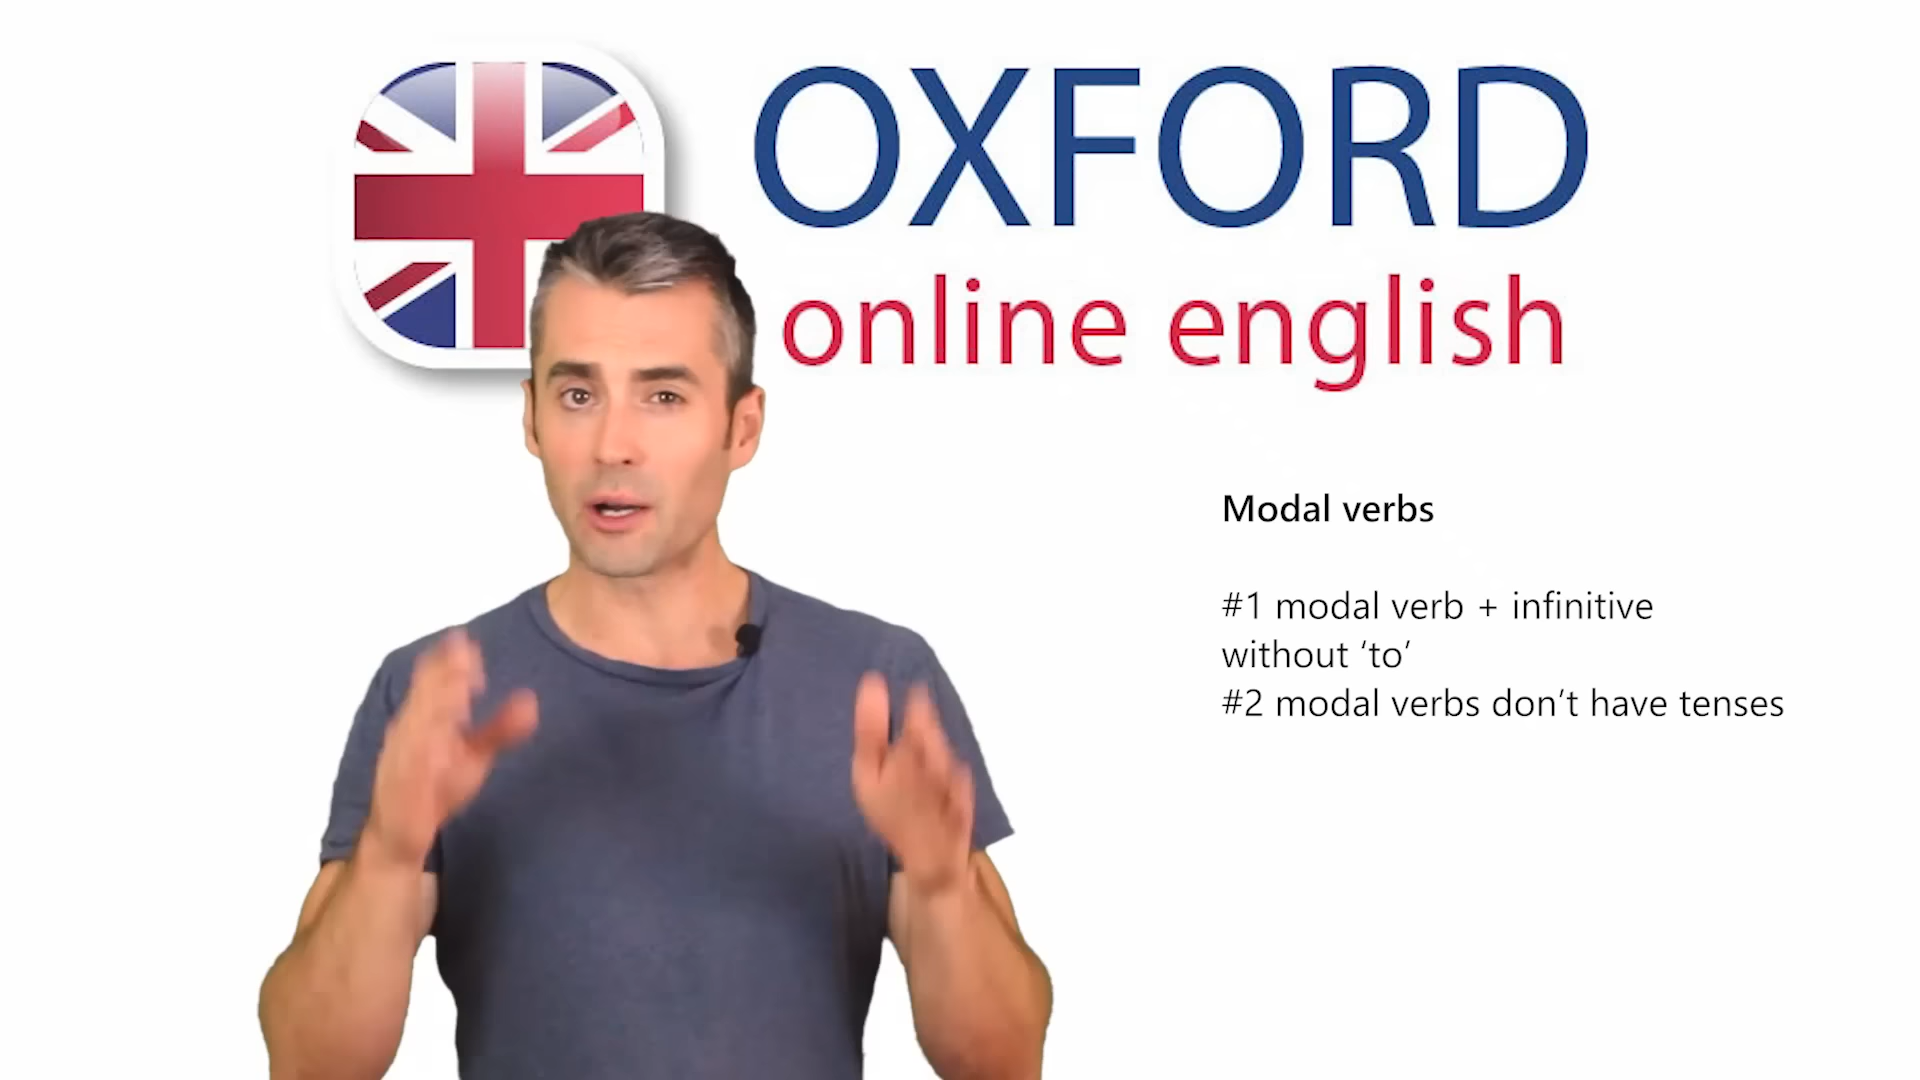 OXFORD
online english
Modal verbs
#1 modal verb + infinitive
without ‘to’
#2 modal verbs don’t have tenses